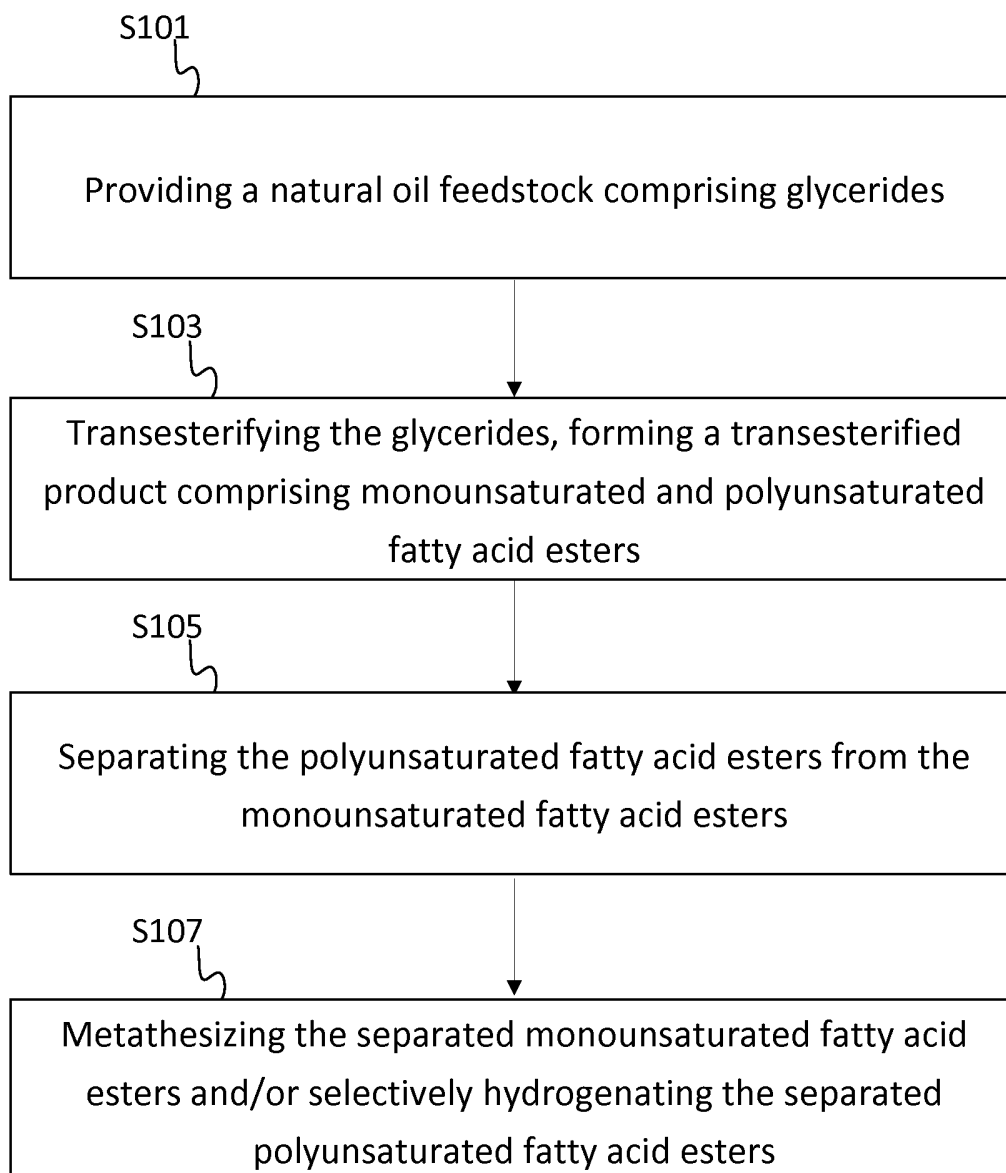 S101
Providing a natural oil feedstock comprising glycerides
S103
Transesterifying the glycerides, forming a transesterified
product comprising monounsaturated and polyunsaturated
fatty acid esters
S105
Separating the polyunsaturated fatty acid esters from the
monounsaturated fatty acid esters
S107
Metathesizing the separated monounsaturated fatty acid
esters and/or selectively hydrogenating the separated
polyunsaturated fatty acid esters